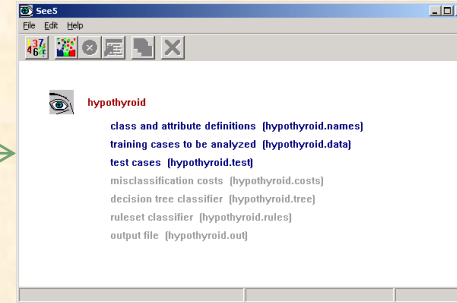 See5
File Edit Help
hypothyroid
class and attribute definitions [hypothyroid.names]
training cases to be analyzed [hypothyroid.data]
test cases [hypothyroid.test]
misclassification costs [hypothyroid.costs]
decision tree classifier [hypothyroid.tree]
ruleset classifier [hypothyroid.rules]
output file [hypothyroid.out]